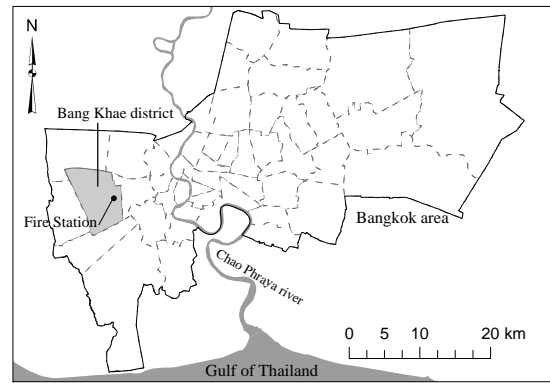 N
Bang Khae district
Fire Station
Bangkok area
Chao Phraya river
0 5 10 20 km
Gulf of Thailand